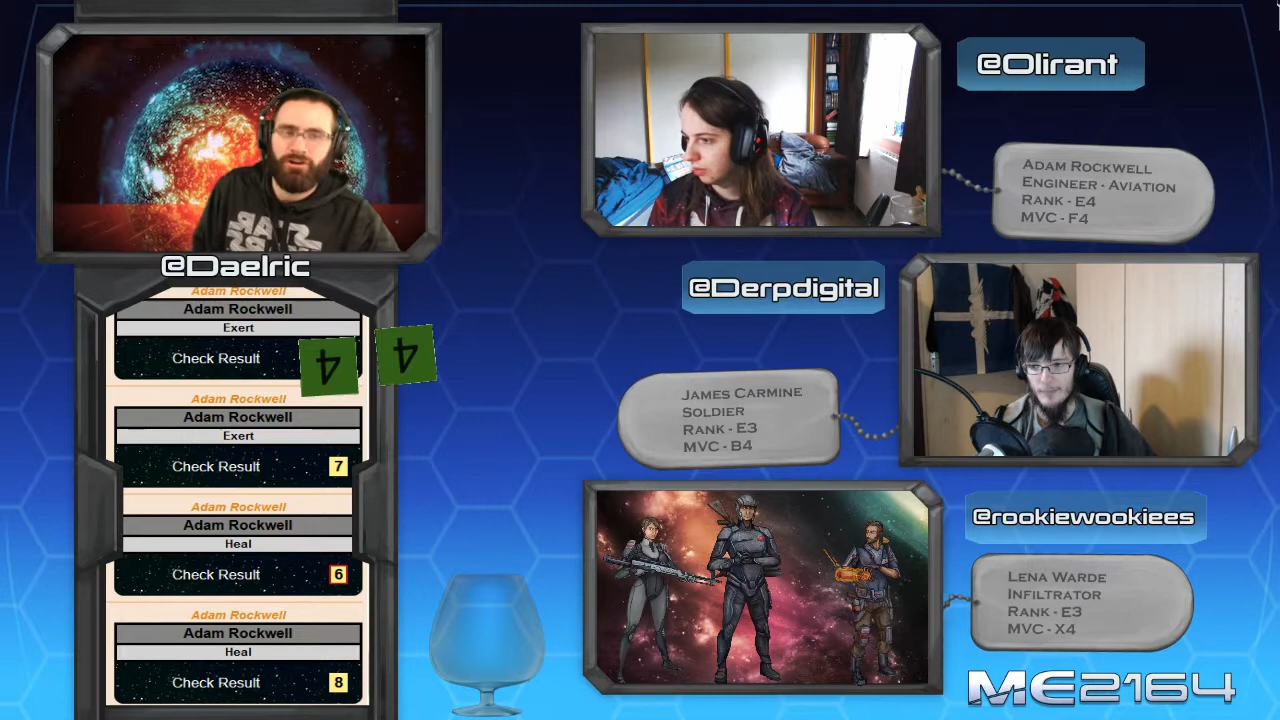 @Daelric
Adam Rockwell
Adam Rockwell
Exert
Check Result
4
4
Adam Rockwell
Adam Rockwell
Exert
Check Result 7
Adam Rockwell
Adam Rockwell
Heal
Check Result 6
Adam Rockwell
Adam Rockwell
Heal
Check Result 8
@Olirant
Adam Rockwell
Engineer - Aviation
Rank - E4
MVC - F4
@Derpdigital
James Carmine
Soldier
Rank - E3
MVC - B4
@rookiewookiees
Lena Warde
Infiltrator
Rank - E3
MVC - X4
ME2164